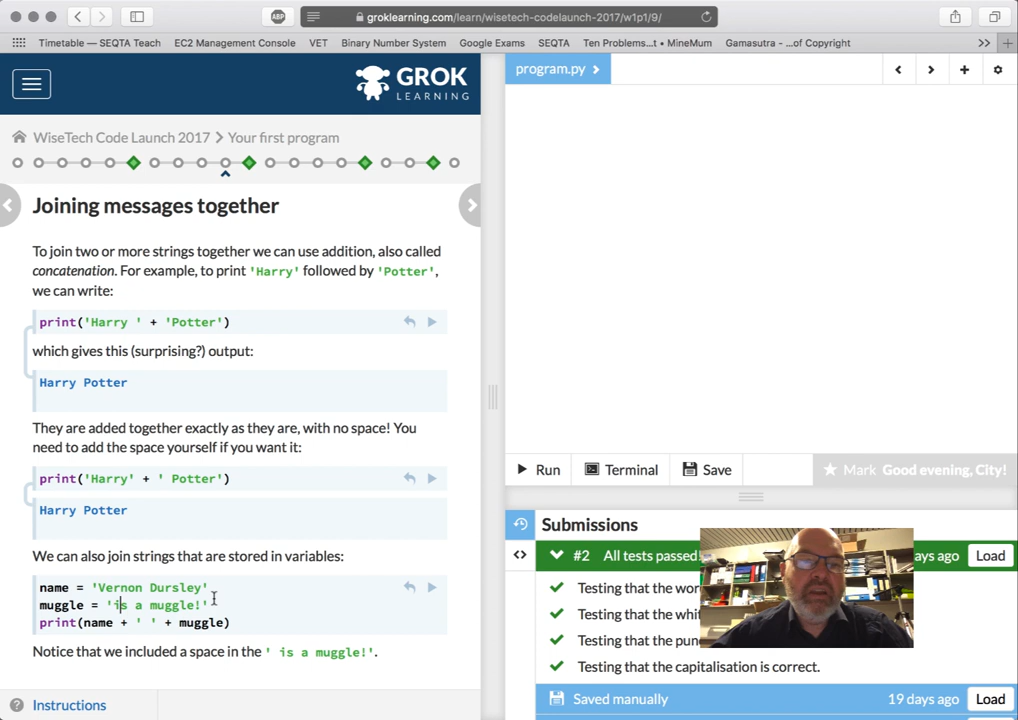 ABP
groklearning.com/learn/wisetech-codelaunch-2017/w1p1/9/
Timetable — SEQTA Teach EC2 Management Console VET Binary Number System Google Exams SEQTA Ten Problems...t • MineMum Gamasutra - ...of Copyright
GROK
LEARNING
WiseTech Code Launch 2017 > Your first program
Joining messages together
To join two or more strings together we can use addition, also called
concatenation. For example, to print 'Harry' followed by 'Potter',
we can write:
print('Harry ' + 'Potter')
which gives this (surprising?) output:
Harry Potter
They are added together exactly as they are, with no space! You
need to add the space yourself if you want it:
print('Harry' + ' Potter')
Harry Potter
We can also join strings that are stored in variables:
name = 'Vernon Dursley'
muggle = 'is a muggle!'
print(name + ' ' + muggle)
Notice that we included a space in the ' is a muggle!'.
Instructions
program.py
Run Terminal Save Mark Good evening, City!
Submissions
#2 All tests passed! days ago Load
Testing that the wor
Testing that the whit
Testing that the pun
Testing that the capitalisation is correct.
Saved manually 19 days ago Load